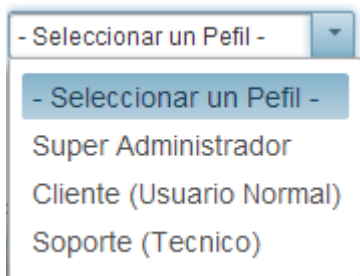 - Seleccionar un Pefil -
- Seleccionar un Pefil -
Super Administrador
Cliente (Usuario Normal)
Soporte (Tecnico)